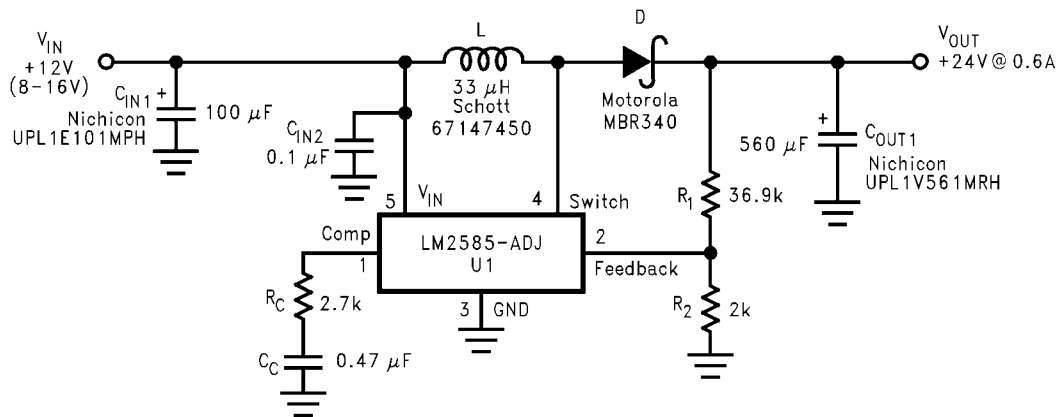 V_IN
+12V
(8-16V)
C_IN1 +
Nichicon
UPL1E101MPH
100 μF
C_IN2
0.1 μF
L
33 μH
Schott
67147450
D
Motorola
MBR340
V_OUT
+24V @ 0.6A
+
560 μF
C_OUT1
Nichicon
UPL1V561MRH
R_1
36.9k
5
V_IN
4
Switch
Comp
1
LM2585-ADJ
U1
2
Feedback
3
GND
R_C
2.7k
C_C
0.47 μF
R_2
2k